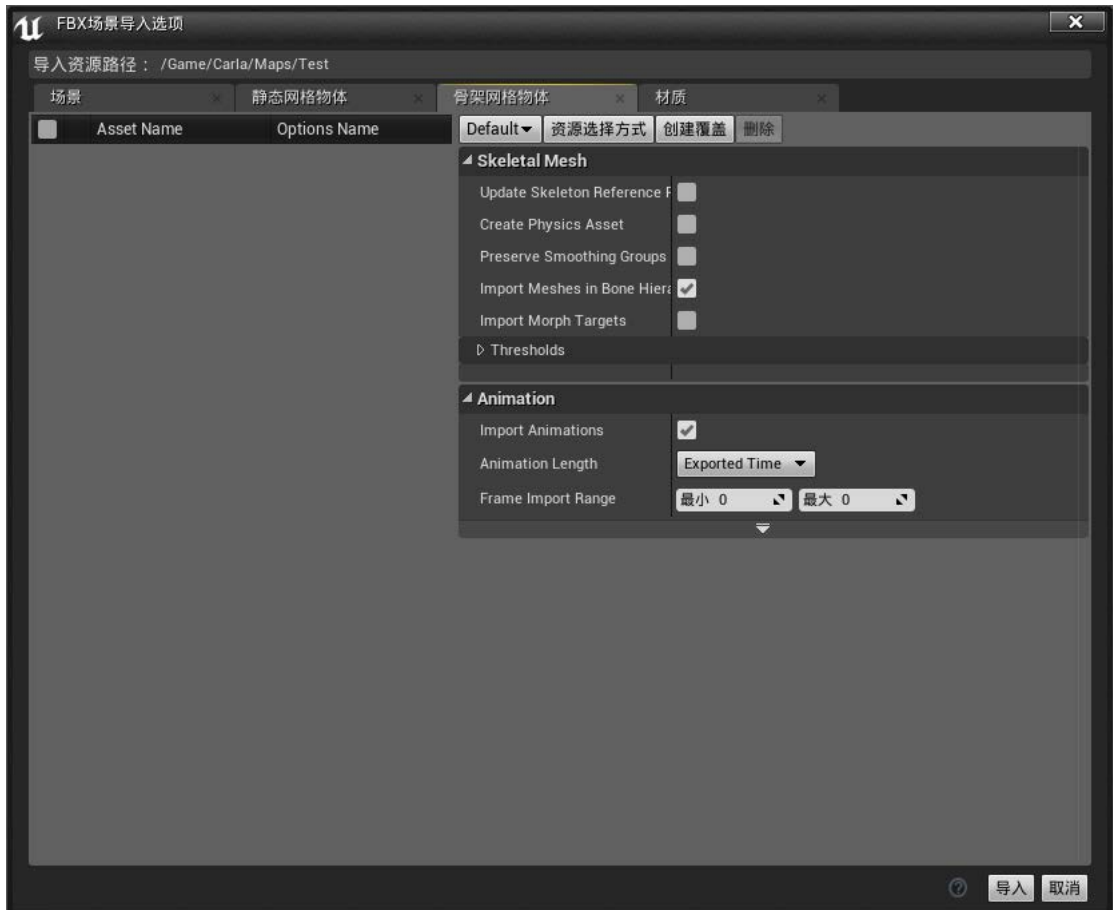 FBX场景导入选项
导入资源路径： /Game/Carla/Maps/Test
场景 静态网格物体 骨架网格物体 材质
Asset Name Options Name Default 资源选择方式 创建覆盖 删除
Skeletal Mesh
Update Skeleton Reference
Create Physics Asset
Preserve Smoothing Groups
Import Meshes in Bone Hiera
Import Morph Targets
Thresholds
Animation
Import Animations
Animation Length Exported Time
Frame Import Range 最小 0 最大 0
导入 取消